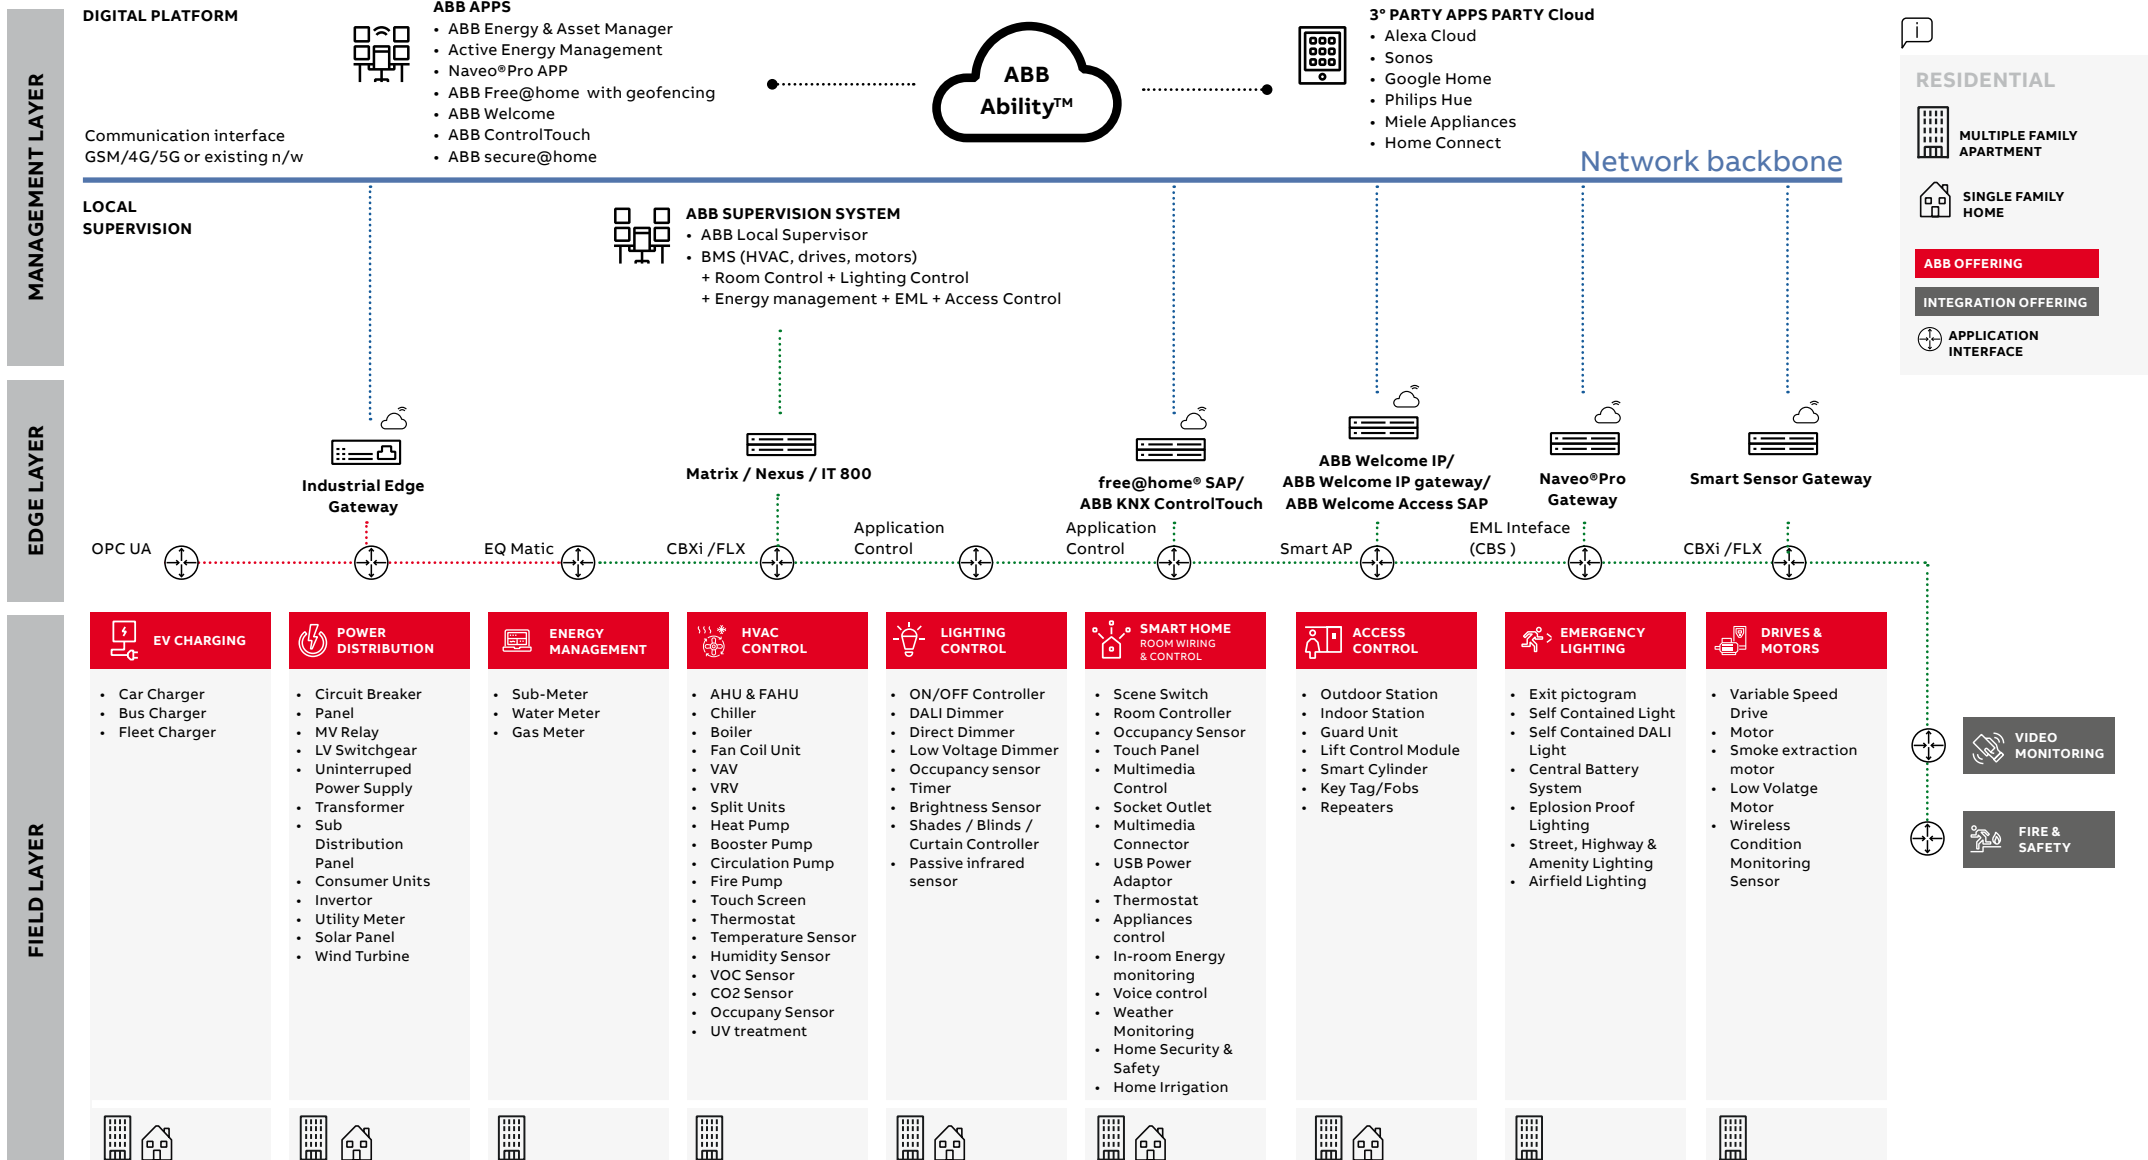 MANAGEMENT LAYER
DIGITAL PLATFORM
Communication interface
GSM/4G/5G or existing n/w
ABB APPS
• ABB Energy & Asset Manager
• Active Energy Management
• Naveo®Pro APP
• ABB Free@home with geofencing
• ABB Welcome
• ABB ControlTouch
• ABB secure@home
ABB
Ability™
3° PARTY APPS PARTY Cloud
• Alexa Cloud
• Sonos
• Google Home
• Philips Hue
• Miele Appliances
• Home Connect
Network backbone
i
RESIDENTIAL
MULTIPLE FAMILY
APARTMENT
SINGLE FAMILY
HOME
ABB OFFERING
INTEGRATION OFFERING
APPLICATION
INTERFACE
LOCAL
SUPERVISION
ABB SUPERVISION SYSTEM
• ABB Local Supervisor
• BMS (HVAC, drives, motors)
+ Room Control + Lighting Control
+ Energy management + EML + Access Control
EDGE LAYER
Industrial Edge
Gateway
Matrix / Nexus / IT 800
free@home® SAP/
ABB KNX ControlTouch
ABB Welcome IP/
ABB Welcome IP gateway/
ABB Welcome Access SAP
Naveo®Pro
Gateway
Smart Sensor Gateway
OPC UA
EQ Matic
CBXi /FLX
Application
Control
Application
Control
Smart AP
EML Inteface
(CBS )
CBXi /FLX
FIELD LAYER
EV CHARGING
• Car Charger
• Bus Charger
• Fleet Charger
POWER
DISTRIBUTION
• Circuit Breaker
• Panel
• MV Relay
• LV Switchgear
• Uninterruped
Power Supply
• Transformer
• Sub
Distribution
Panel
• Consumer Units
• Invertor
• Utility Meter
• Solar Panel
• Wind Turbine
ENERGY
MANAGEMENT
• Sub-Meter
• Water Meter
• Gas Meter
HVAC
CONTROL
• AHU & FAHU
• Chiller
• Boiler
• Fan Coil Unit
• VAV
• VRV
• Split Units
• Heat Pump
• Booster Pump
• Circulation Pump
• Fire Pump
• Touch Screen
• Thermostat
• Temperature Sensor
• Humidity Sensor
• VOC Sensor
• CO2 Sensor
• Occupany Sensor
• UV treatment
LIGHTING
CONTROL
• ON/OFF Controller
• DALI Dimmer
• Direct Dimmer
• Low Voltage Dimmer
• Occupancy sensor
• Timer
• Brightness Sensor
• Shades / Blinds /
Curtain Controller
• Passive infrared
sensor
SMART HOME
ROOM WIRING
& CONTROL
• Scene Switch
• Room Controller
• Occupancy Sensor
• Touch Panel
• Multimedia
Control
• Socket Outlet
• Multimedia
Connector
• USB Power
Adaptor
• Thermostat
• Appliances
control
• In-room Energy
monitoring
• Voice control
• Weather
Monitoring
• Home Security &
Safety
• Home Irrigation
ACCESS
CONTROL
• Outdoor Station
• Indoor Station
• Guard Unit
• Lift Control Module
• Smart Cylinder
• Key Tag/Fobs
• Repeaters
EMERGENCY
LIGHTING
• Exit pictogram
• Self Contained Light
• Self Contained DALI
Light
• Central Battery
System
• Eplosion Proof
Lighting
• Street, Highway &
Amenity Lighting
• Airfield Lighting
DRIVES &
MOTORS
• Variable Speed
Drive
• Motor
• Smoke extraction
motor
• Low Volatge
Motor
• Wireless
Condition
Monitoring
Sensor
VIDEO
MONITORING
FIRE &
SAFETY